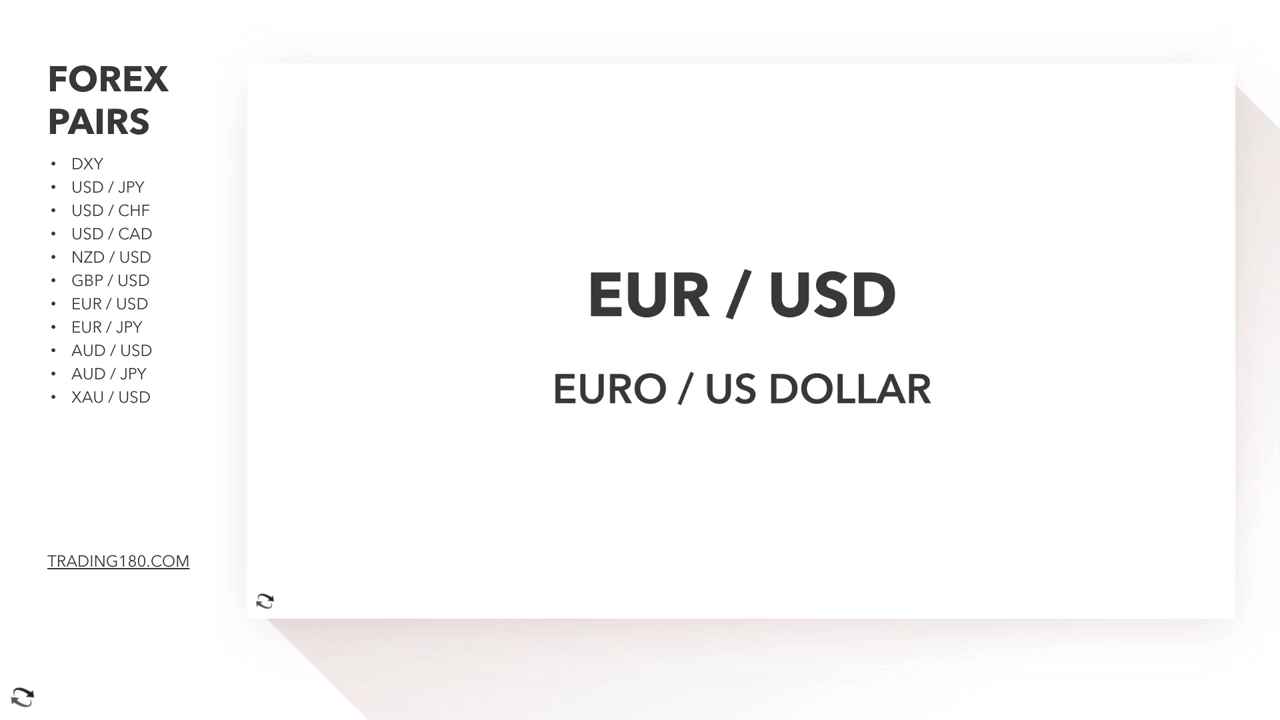 FOREX
PAIRS
• DXY
• USD / JPY
• USD / CHF
• USD / CAD
• NZD / USD
• GBP / USD
• EUR / USD
• EUR / JPY
• AUD / USD
• AUD / JPY
• XAU / USD
TRADING180.COM
EUR / USD
EURO / US DOLLAR